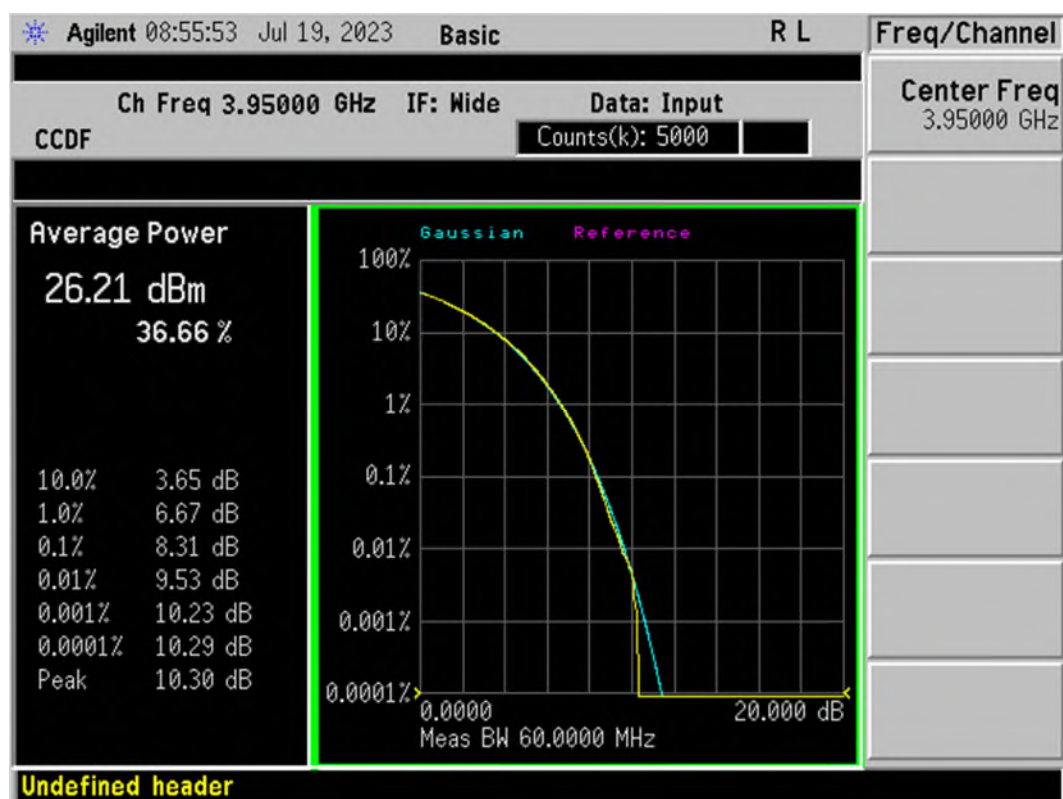 Agilent 08:55:53 Jul 19, 2023 Basic R L Freq/Channel
Ch Freq 3.95000 GHz IF: Wide Data: Input
CCDF Counts(k): 5000
Center Freq
3.95000 GHz
Average Power
26.21 dBm
36.66 %
10.0% 3.65 dB
1.0% 6.67 dB
0.1% 8.31 dB
0.01% 9.53 dB
0.001% 10.23 dB
0.0001% 10.29 dB
Peak 10.30 dB
Gaussian Reference
100%
10%
1%
0.1%
0.01%
0.001%
0.0001%
0.0000 20.000 dB
Meas BW 60.0000 MHz
Undefined header